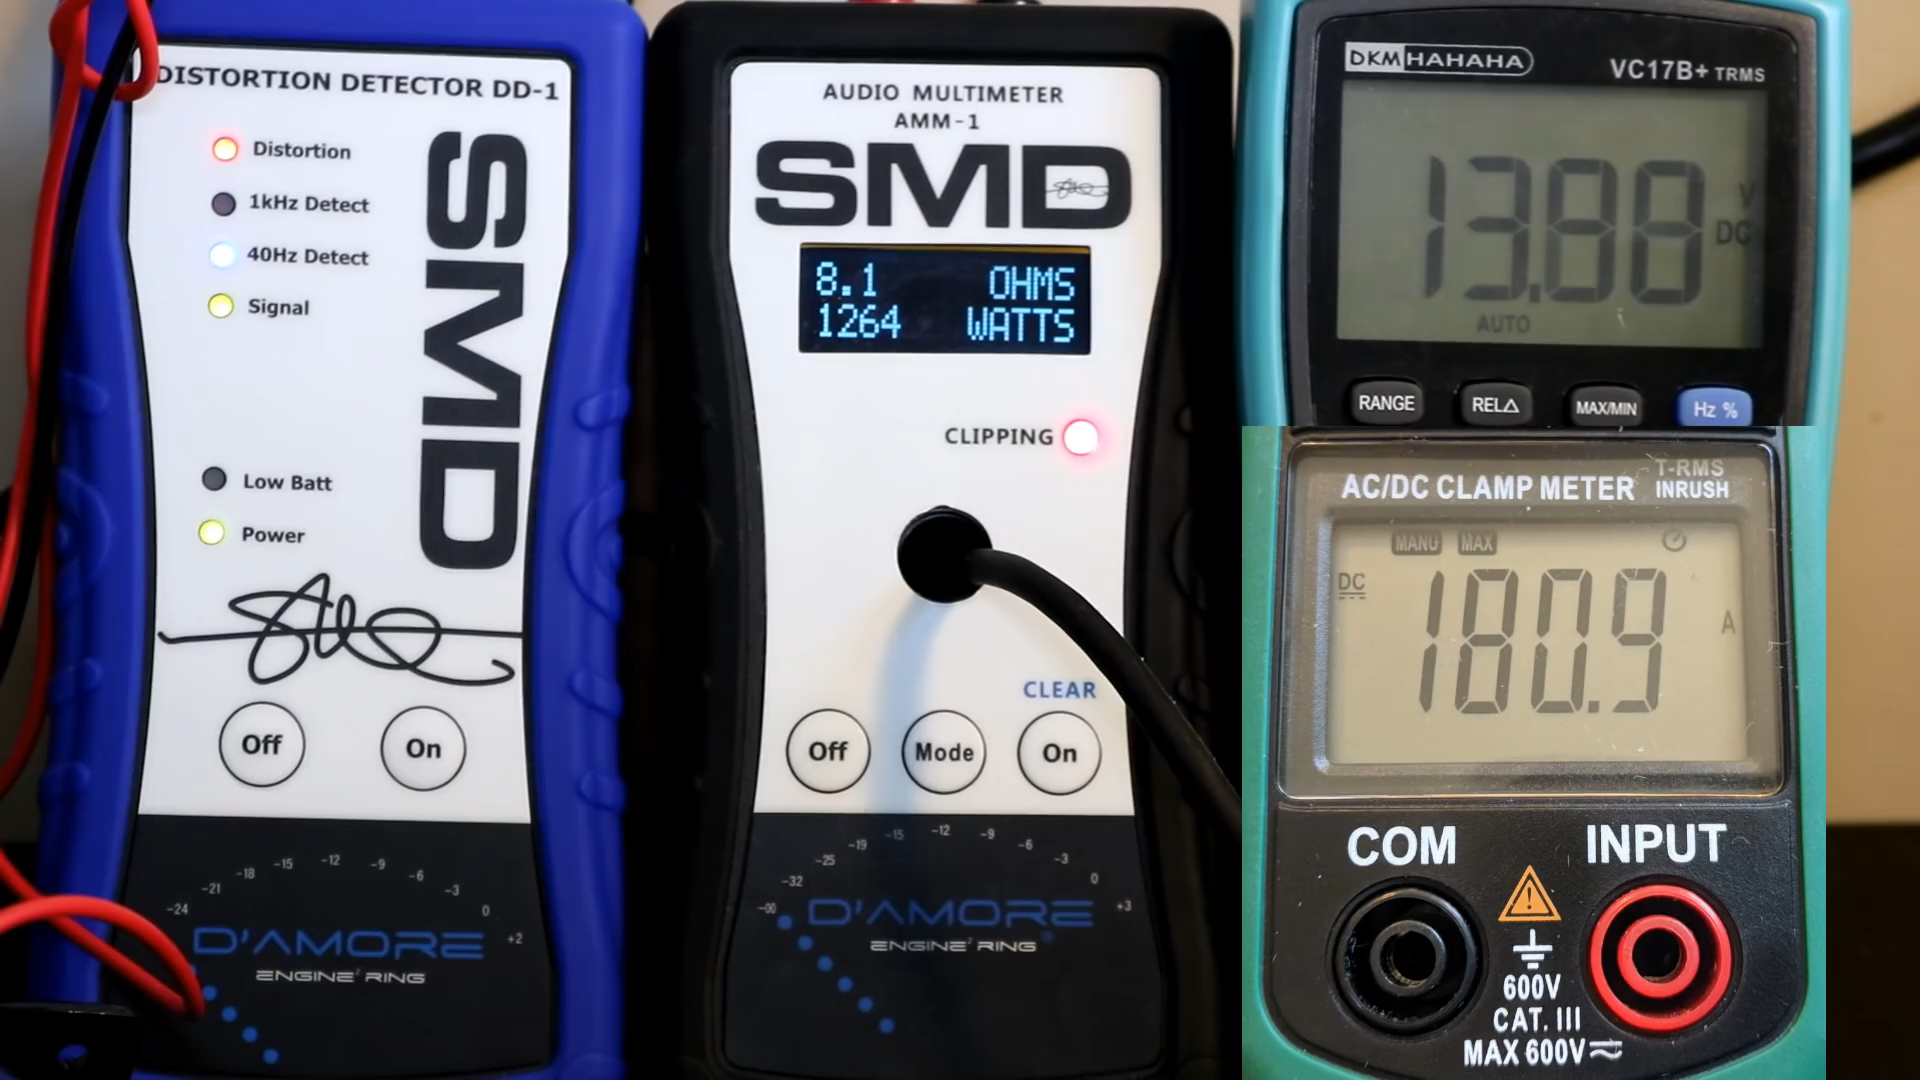 DISTORTION DETECTOR DD-1
Distortion
1kHz Detect
40Hz Detect
Signal
SMD
Low Batt
Power
Off
On
-24
-21
-18
-15
-12
-9
-6
-3
0
+2
D'AMORE
ENGINE² RING
AUDIO MULTIMETER
AMM-1
SMD
8.1 OHMS
1264 WATTS
CLIPPING
CLEAR
Off
Mode
On
-00
-32
-25
-19
-15
-12
-9
-6
-3
0
+3
D'AMORE
ENGINE² RING
DKM HAHAHA
VC17B+ TRMS
13.88
V
DC
AUTO
RANGE
REL△
MAX/MIN
Hz %
AC/DC CLAMP METER
T-RMS
INRUSH
MANU MAX
DC
180.9
A
COM
INPUT
600V
CAT. III
MAX 600V